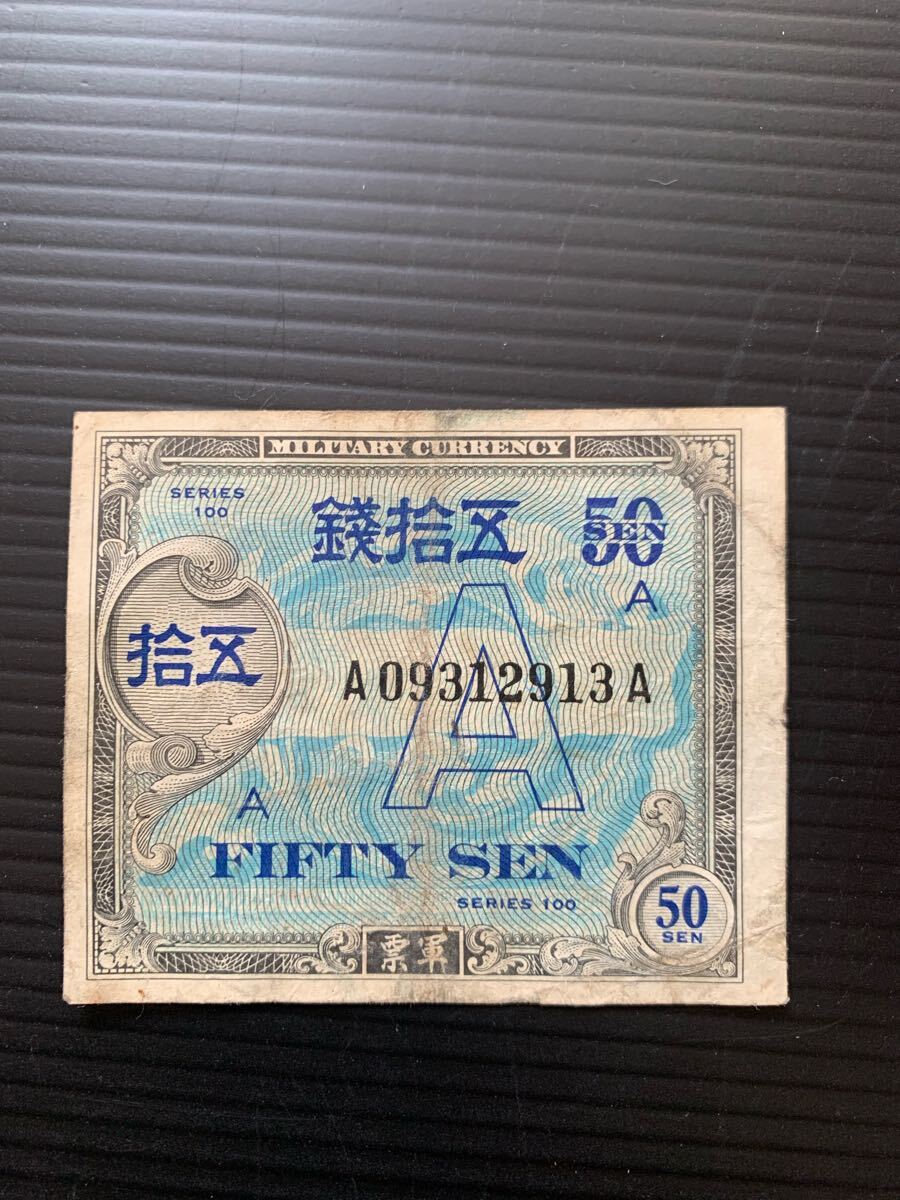 MILITARY CURRENCY
SERIES
100
錢拾五
50
SEN
A
拾五
A
A09312913A
A
FIFTY SEN
SERIES 100
票軍
50
SEN